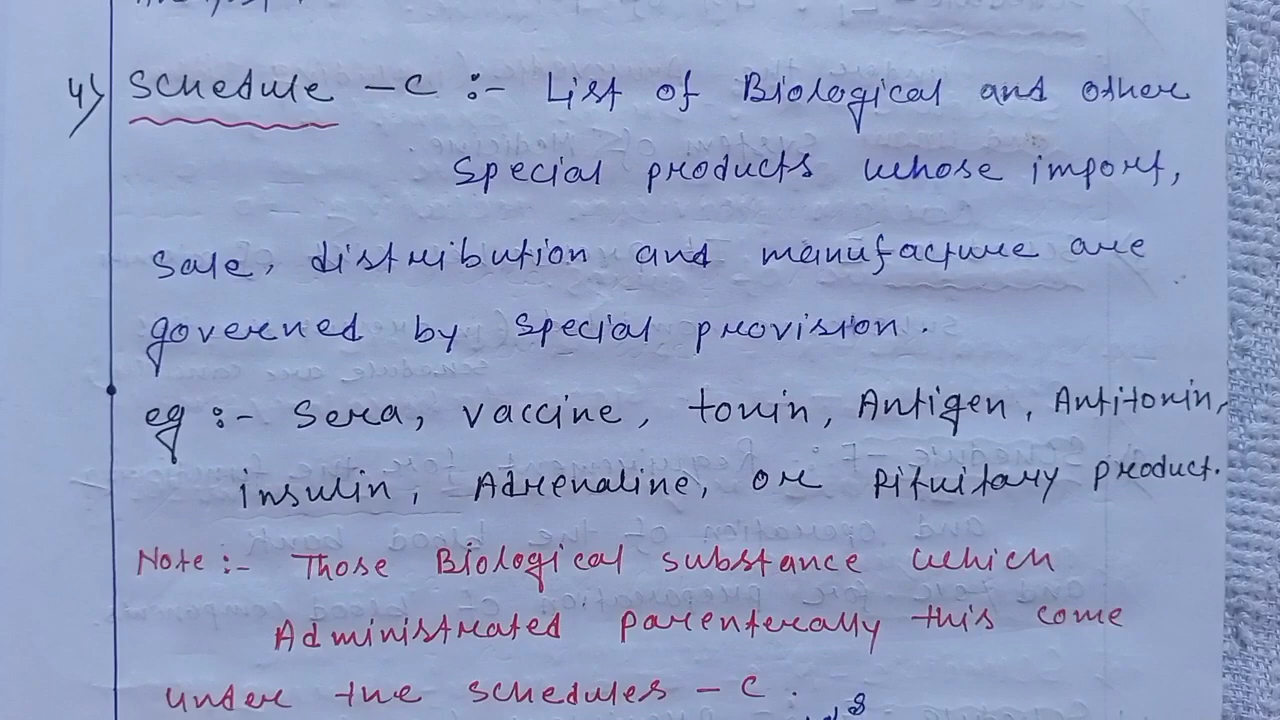 4) Schedule - C :- List of Biological and other
Special products whose import,
Sale, distribution and manufacture are
governed by Special provision.
eg :- Sera, vaccine, toxin, Antigen, Antitoxin,
insulin, Adrenaline, or Pituitary product.
Note :- Those Biological substance which
Administrated parenterally this come
under the schedules - C.